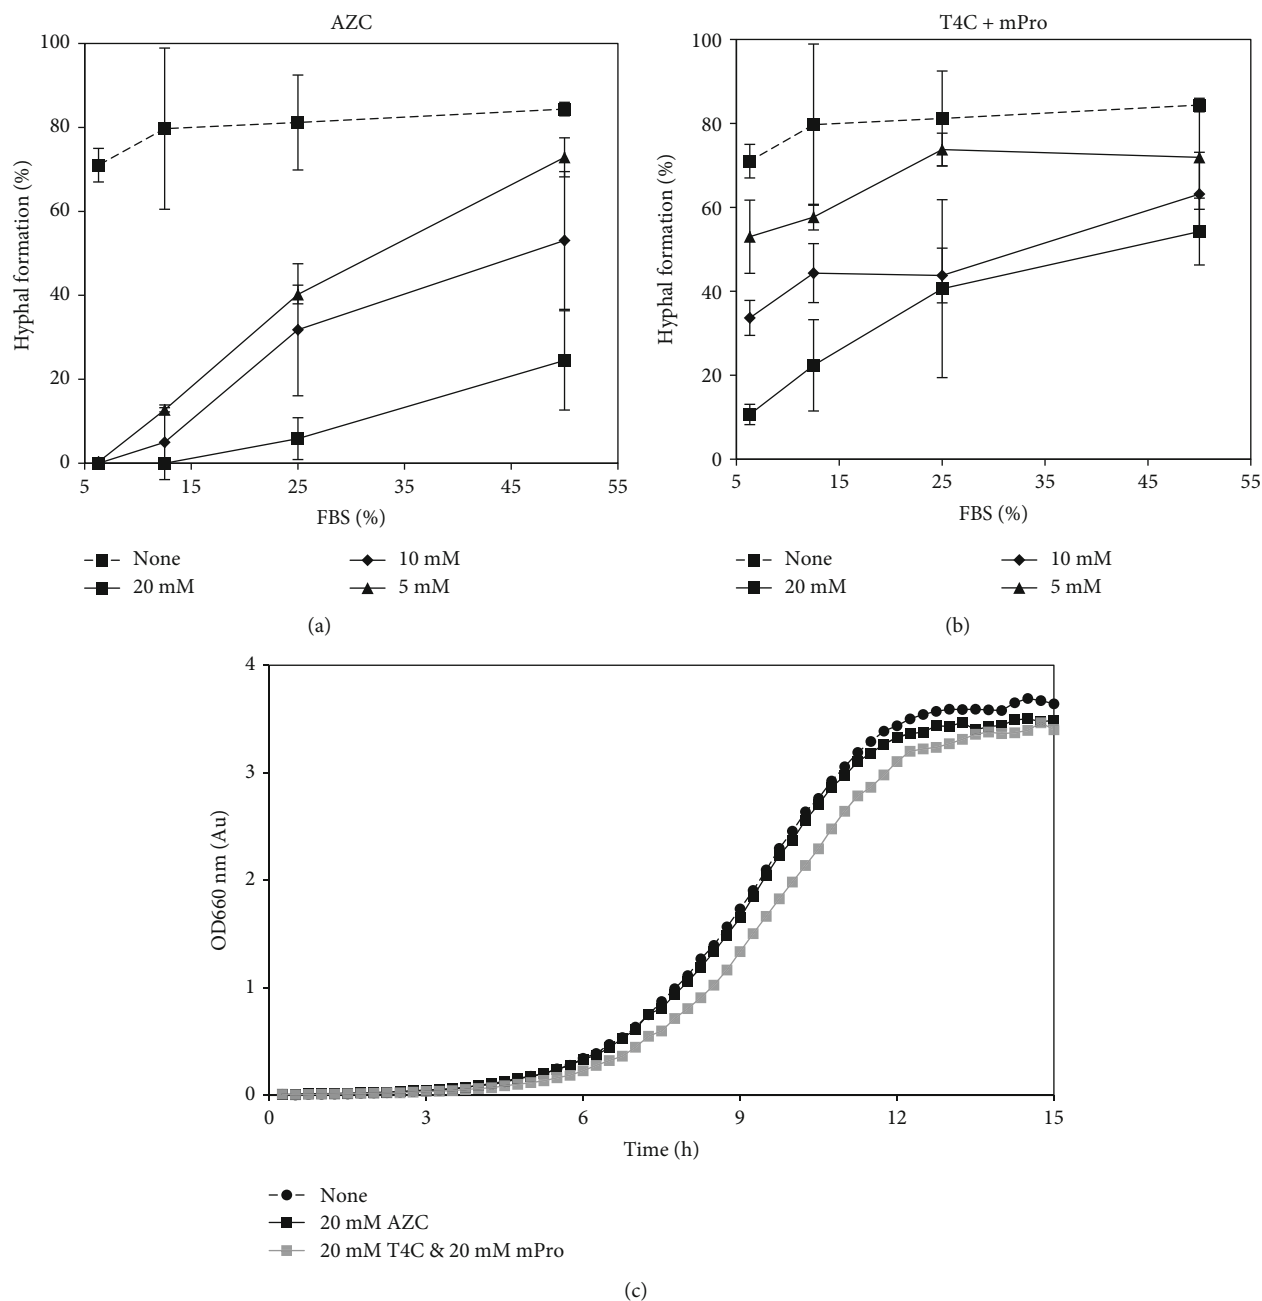 AZC
100
80
60
40
20
0
Hyphal formation (%)
5 15 25 35 45 55
FBS (%)
None
20 mM
10 mM
5 mM
(a)
T4C + mPro
100
80
60
40
20
0
Hyphal formation (%)
5 15 25 35 45 55
FBS (%)
None
20 mM
10 mM
5 mM
(b)
4
3
2
1
0
OD660 nm (Au)
0 3 6 9 12 15
Time (h)
None
20 mM AZC
20 mM T4C & 20 mM mPro
(c)